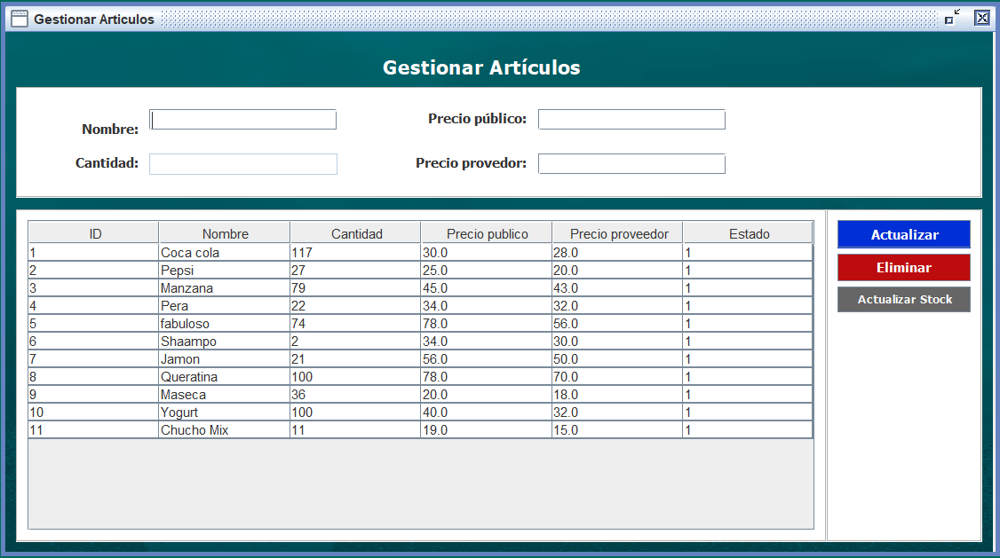 Gestionar Articulos
Gestionar Artículos
Nombre:
Precio público:
Cantidad:
Precio provedor:
ID Nombre Cantidad Precio publico Precio proveedor Estado
1 Coca cola 117 30.0 28.0 1
2 Pepsi 27 25.0 20.0 1
3 Manzana 79 45.0 43.0 1
4 Pera 22 34.0 32.0 1
5 fabuloso 74 78.0 56.0 1
6 Shaampo 2 34.0 30.0 1
7 Jamon 21 56.0 50.0 1
8 Queratina 100 78.0 70.0 1
9 Maseca 36 20.0 18.0 1
10 Yogurt 100 40.0 32.0 1
11 Chucho Mix 11 19.0 15.0 1
Actualizar
Eliminar
Actualizar Stock